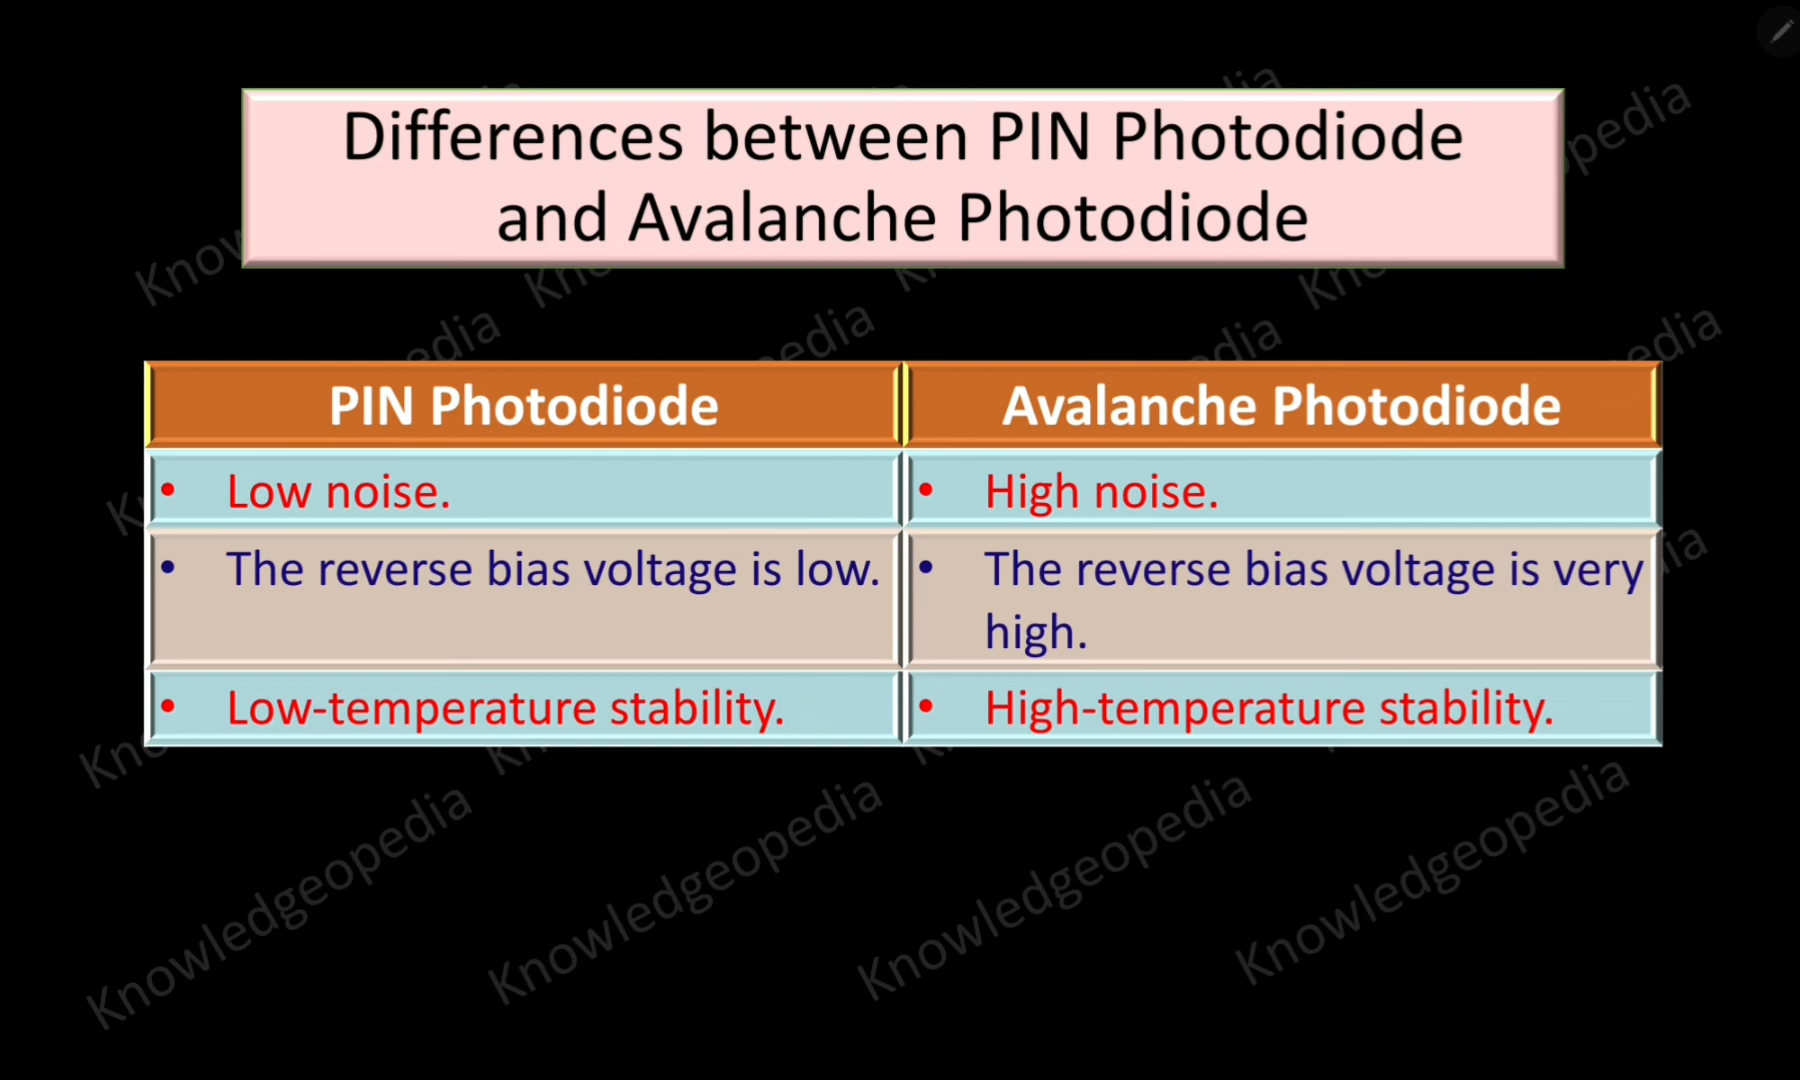 Differences between PIN Photodiode
and Avalanche Photodiode
PIN Photodiode
Avalanche Photodiode
• Low noise.
• High noise.
• The reverse bias voltage is low.
• The reverse bias voltage is very
high.
• Low-temperature stability.
• High-temperature stability.
Knowledgeopedia
Knowledgeopedia
Knowledgeopedia
Knowledgeopedia